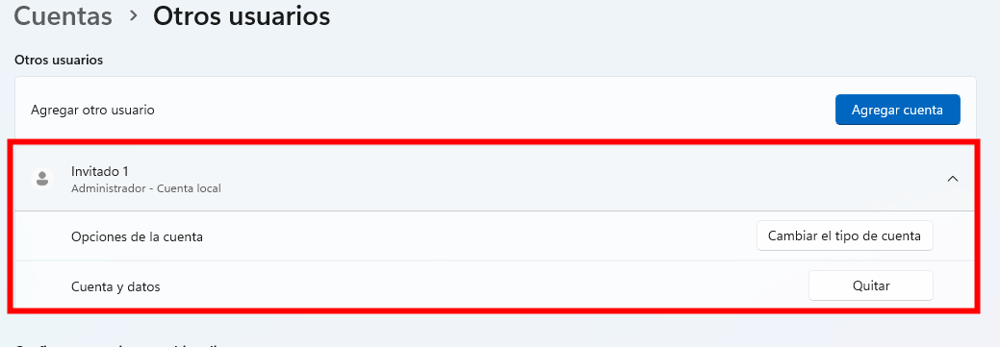 Cuentas > Otros usuarios
Otros usuarios
Agregar otro usuario
Agregar cuenta
Invitado 1
Administrador - Cuenta local
Opciones de la cuenta
Cambiar el tipo de cuenta
Cuenta y datos
Quitar